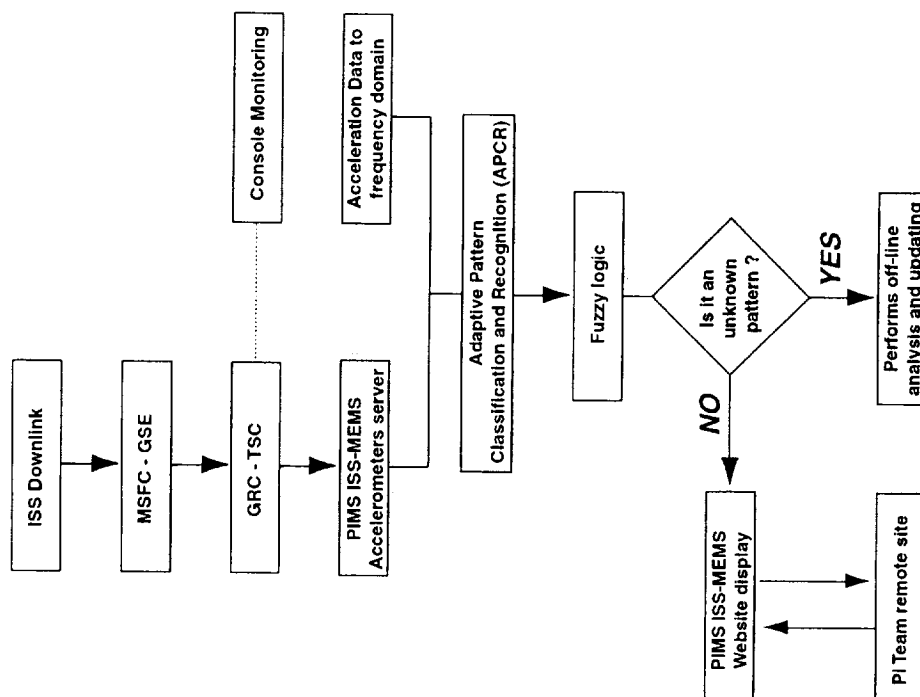 ISS Downlink
MSFC - GSE
GRC - TSC
Console Monitoring
PIMS ISS-MEMS
Accelerometers server
Acceleration Data to
frequency domain
Adaptive Pattern
Classification and Recognition (APCR)
Fuzzy logic
Is it an
unknown
pattern ?
NO
YES
PIMS ISS-MEMS
Website display
Performs off-line
analysis and updating
PI Team remote site